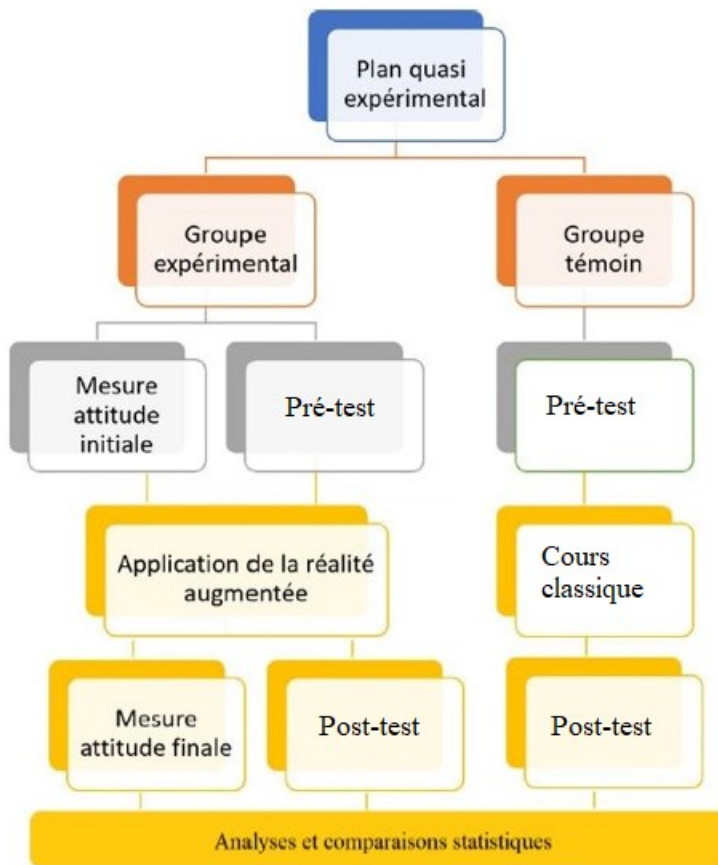 Plan quasi
expérimental
Groupe
expérimental
Groupe
témoin
Mesure
attitude
initiale
Pré-test
Pré-test
Application de la réalité
augmentée
Cours
classique
Mesure
attitude finale
Post-test
Post-test
Analyses et comparaisons statistiques